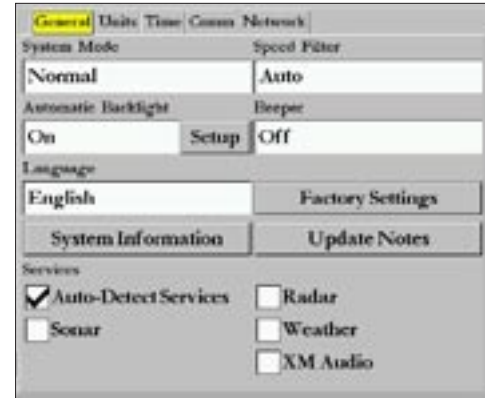 General Units Time Comm Network
System Mode Speed Filter
Normal Auto
Automatic Backlight Beeper
On Setup Off
Language
English Factory Settings
System Information Update Notes
Services
Auto-Detect Services Radar
Sonar Weather
XM Audio